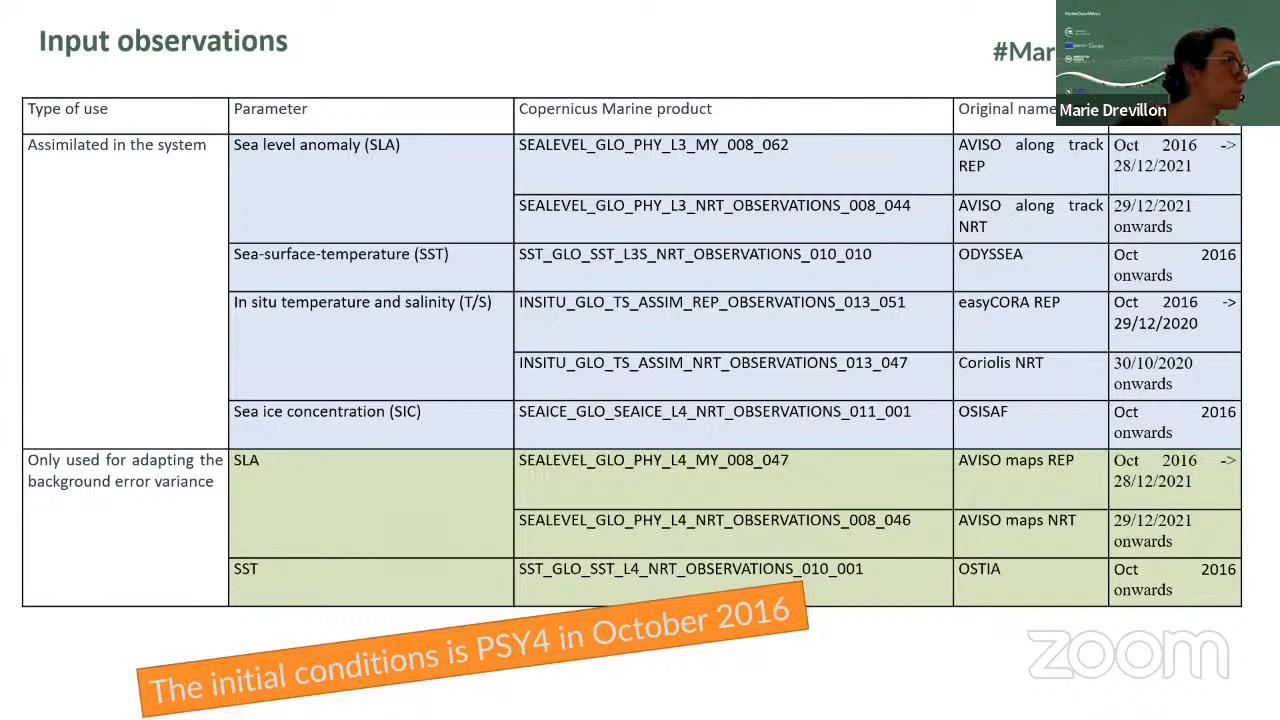 Input observations
#Mar
Marie Drevillon
Type of use
Parameter
Copernicus Marine product
Original name
Assimilated in the system
Sea level anomaly (SLA)
SEALEVEL_GLO_PHY_L3_MY_008_062
AVISO along track
REP
Oct 2016 ->
28/12/2021
SEALEVEL_GLO_PHY_L3_NRT_OBSERVATIONS_008_044
AVISO along track
NRT
29/12/2021
onwards
Sea-surface-temperature (SST)
SST_GLO_SST_L3S_NRT_OBSERVATIONS_010_010
ODYSSEA
Oct 2016
onwards
In situ temperature and salinity (T/S)
INSITU_GLO_TS_ASSIM_REP_OBSERVATIONS_013_051
easyCORA REP
Oct 2016 ->
29/12/2020
INSITU_GLO_TS_ASSIM_NRT_OBSERVATIONS_013_047
Coriolis NRT
30/10/2020
onwards
Sea ice concentration (SIC)
SEAICE_GLO_SEAICE_L4_NRT_OBSERVATIONS_011_001
OSISAF
Oct 2016
onwards
Only used for adapting the
background error variance
SLA
SEALEVEL_GLO_PHY_L4_MY_008_047
AVISO maps REP
Oct 2016 ->
28/12/2021
SEALEVEL_GLO_PHY_L4_NRT_OBSERVATIONS_008_046
AVISO maps NRT
29/12/2021
onwards
SST
SST_GLO_SST_L4_NRT_OBSERVATIONS_010_001
OSTIA
Oct 2016
onwards
The initial conditions is PSY4 in October 2016
zoom